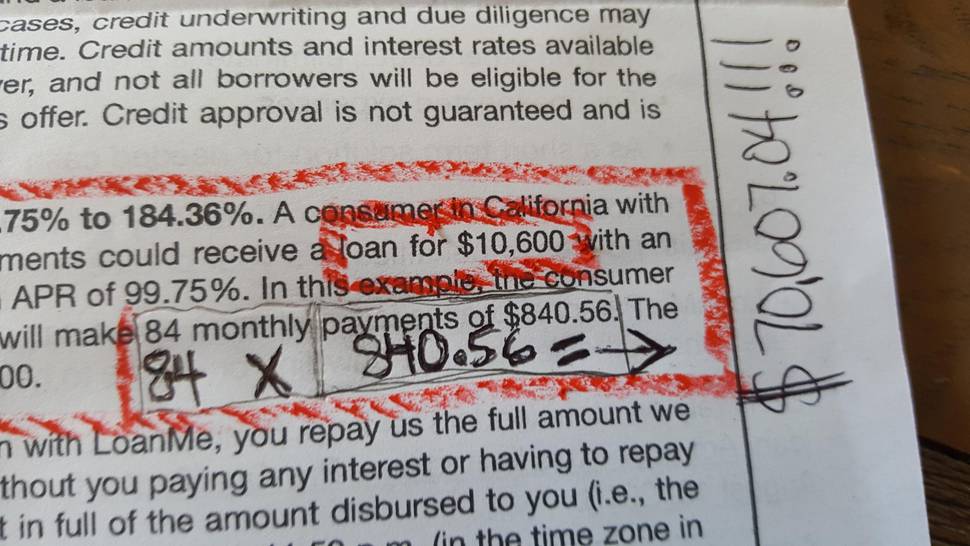 cases, credit underwriting and due diligence may
time. Credit amounts and interest rates available
er, and not all borrowers will be eligible for the
s offer. Credit approval is not guaranteed and is
.75% to 184.36%. A consumer in California with
ments could receive a loan for $10,600 with an
APR of 99.75%. In this example, the consumer
will make 84 monthly payments of $840.56. The
84 X 840.56 = →
00.
n with LoanMe, you repay us the full amount we
thout you paying any interest or having to repay
t in full of the amount disbursed to you (i.e., the
p.m. (in the time zone in
$70,607.04!!!